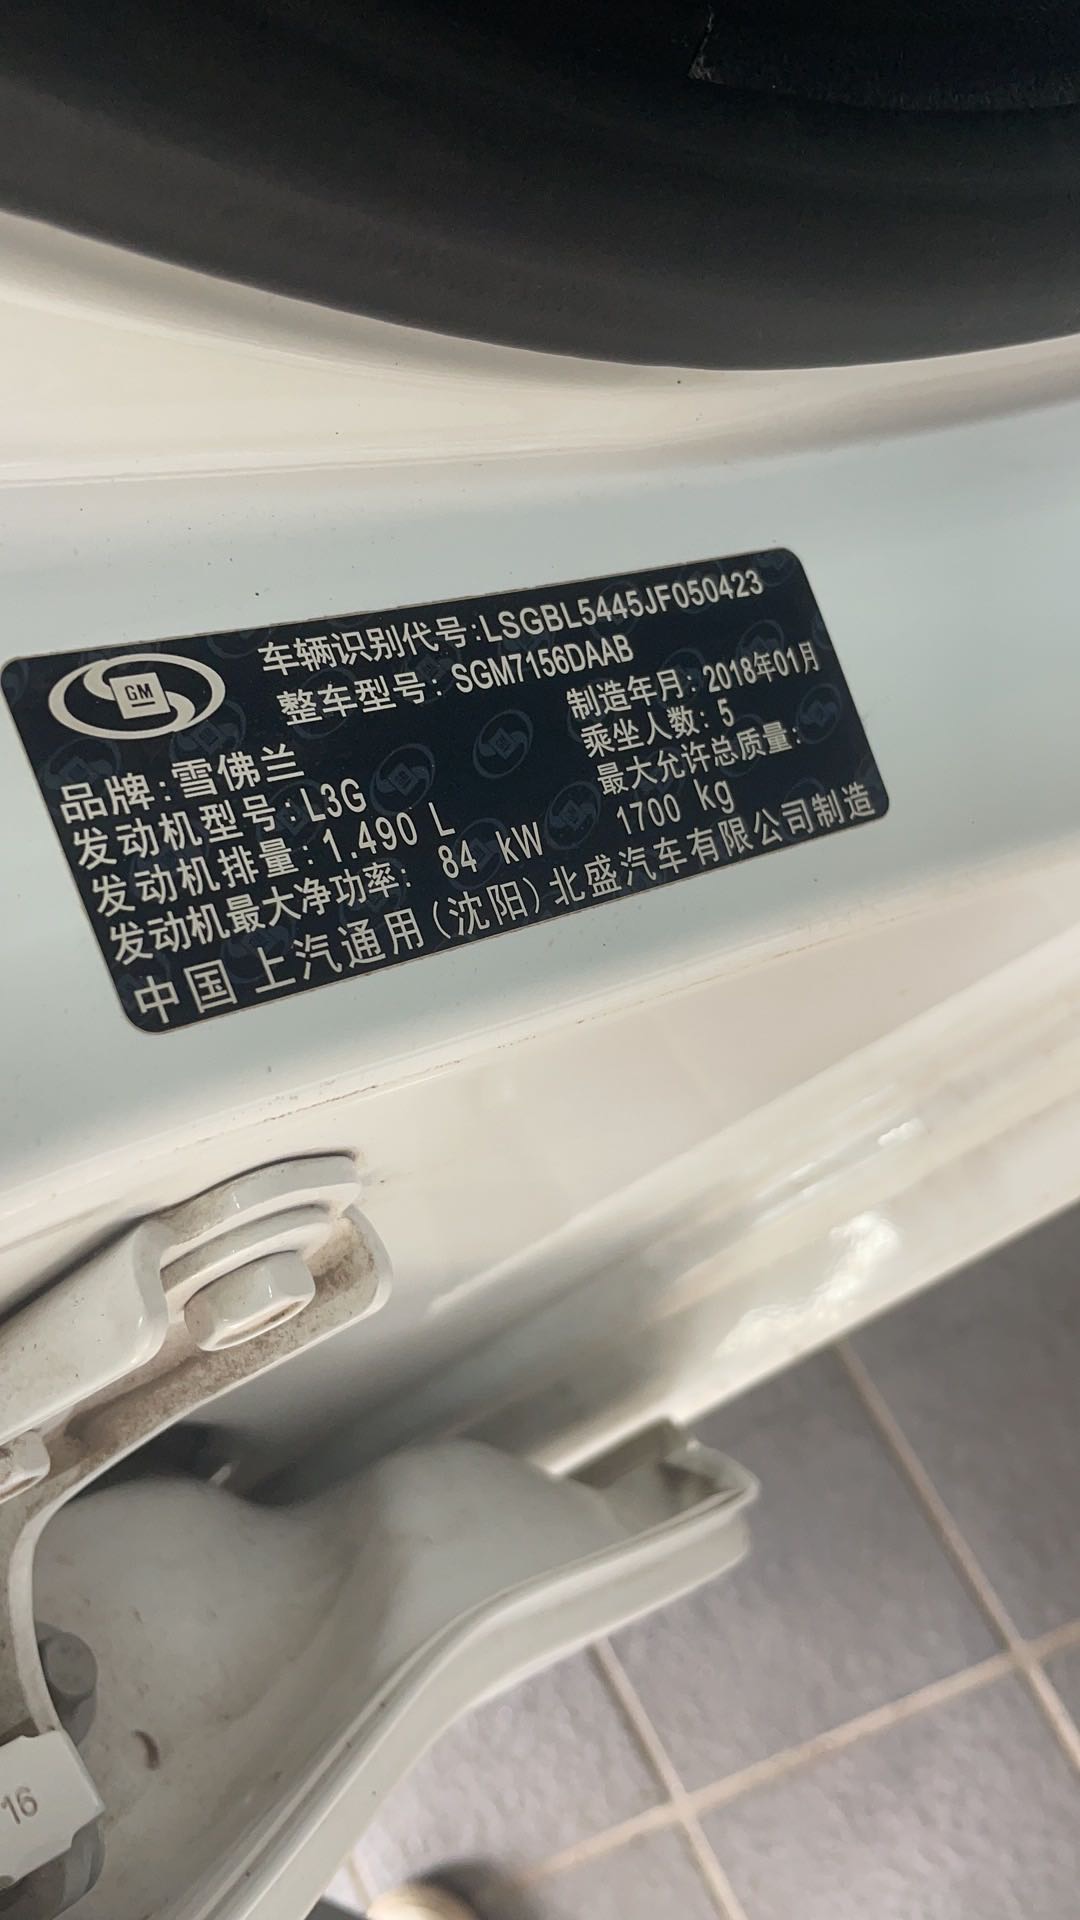 GM
车辆识别代号:LSGBL5445JF050423
整车型号: SGM7156DAAB
品牌:雪佛兰
制造年月: 2018年01月
发动机型号:L3G
乘坐人数: 5
发动机排量:1.490 L
最大允许总质量:
发动机最大净功率: 84 kW
1700 kg
中国 上汽通用(沈阳)北盛汽车有限公司制造
16